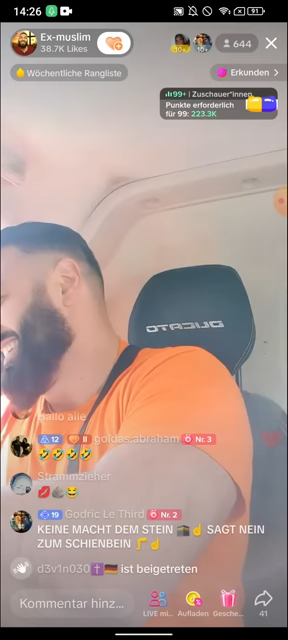 14:26
91
Ex-muslim
38.7K Likes
644
Wöchentliche Rangliste
Erkunden >
99+ | Zuschauer*innen
Punkte erforderlich
für 99: 223.3K
DUCATO
Hallo alle
12 II goldas.abraham Nr. 3
🤣🤣🤣🤣
Strammzieher
💋🪨😂
19 Godric Le Third Nr. 2
KEINE MACHT DEM STEIN 🕋☝️ SAGT NEIN
ZUM SCHIENBEIN 🦵☝️
d3v1n030✝️🇩🇪 ist beigetreten
Kommentar hinz...
LIVE mi... Aufladen Gesche... 41